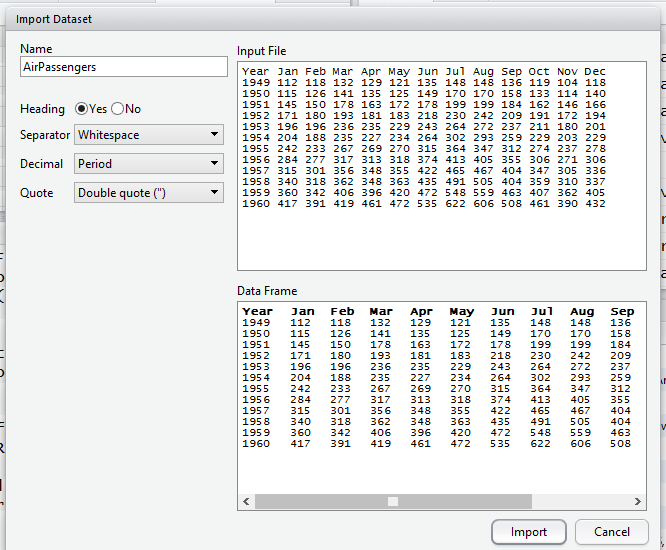 Import Dataset
Name
AirPassengers
Heading Yes No
Separator Whitespace
Decimal Period
Quote Double quote (")
Input File
Year Jan Feb Mar Apr May Jun Jul Aug Sep Oct Nov Dec
1949 112 118 132 129 121 135 148 148 136 119 104 118
1950 115 126 141 135 125 149 170 170 158 133 114 140
1951 145 150 178 163 172 178 199 199 184 162 146 166
1952 171 180 193 181 183 218 230 242 209 191 172 194
1953 196 196 236 235 229 243 264 272 237 211 180 201
1954 204 188 235 227 234 264 302 293 259 229 203 229
1955 242 233 267 269 270 315 364 347 312 274 237 278
1956 284 277 317 313 318 374 413 405 355 306 271 306
1957 315 301 356 348 355 422 465 467 404 347 305 336
1958 340 318 362 348 363 435 491 505 404 359 310 337
1959 360 342 406 396 420 472 548 559 463 407 362 405
1960 417 391 419 461 472 535 622 606 508 461 390 432
Data Frame
Year Jan Feb Mar Apr May Jun Jul Aug Sep
1949 112 118 132 129 121 135 148 148 136
1950 115 126 141 135 125 149 170 170 158
1951 145 150 178 163 172 178 199 199 184
1952 171 180 193 181 183 218 230 242 209
1953 196 196 236 235 229 243 264 272 237
1954 204 188 235 227 234 264 302 293 259
1955 242 233 267 269 270 315 364 347 312
1956 284 277 317 313 318 374 413 405 355
1957 315 301 356 348 355 422 465 467 404
1958 340 318 362 348 363 435 491 505 404
1959 360 342 406 396 420 472 548 559 463
1960 417 391 419 461 472 535 622 606 508
Import Cancel